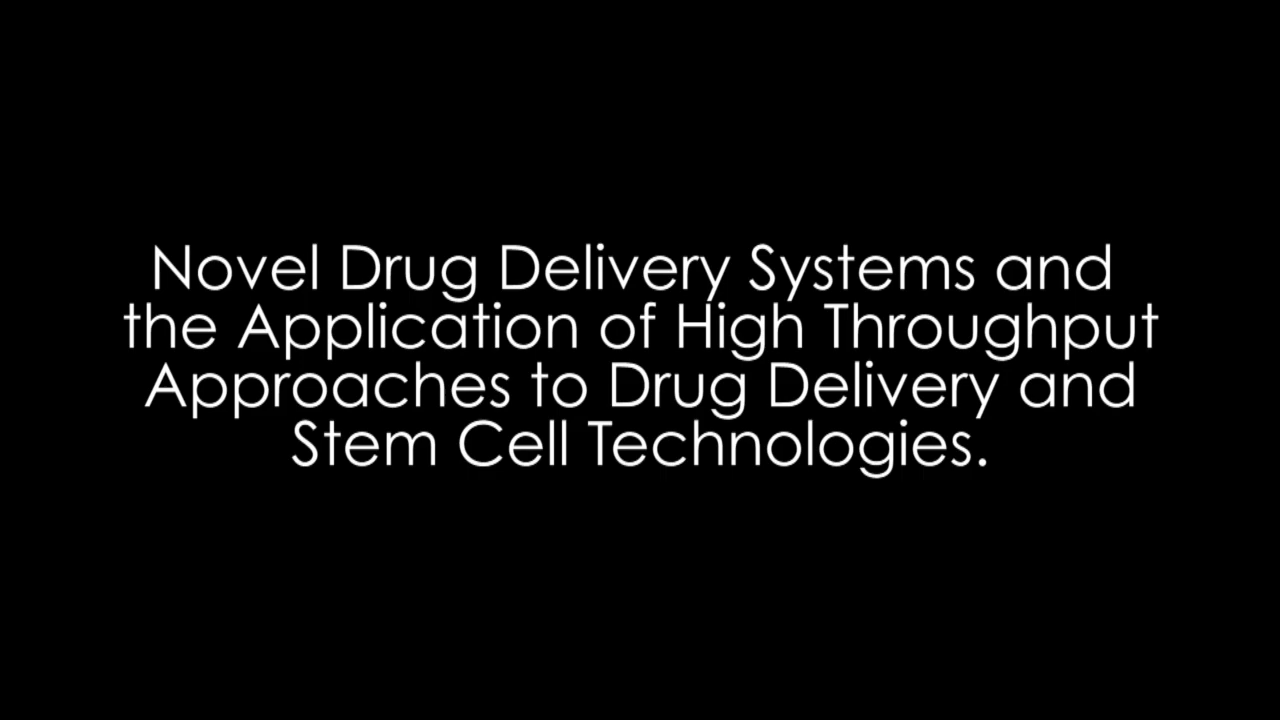 Novel Drug Delivery Systems and
the Application of High Throughput
Approaches to Drug Delivery and
Stem Cell Technologies.